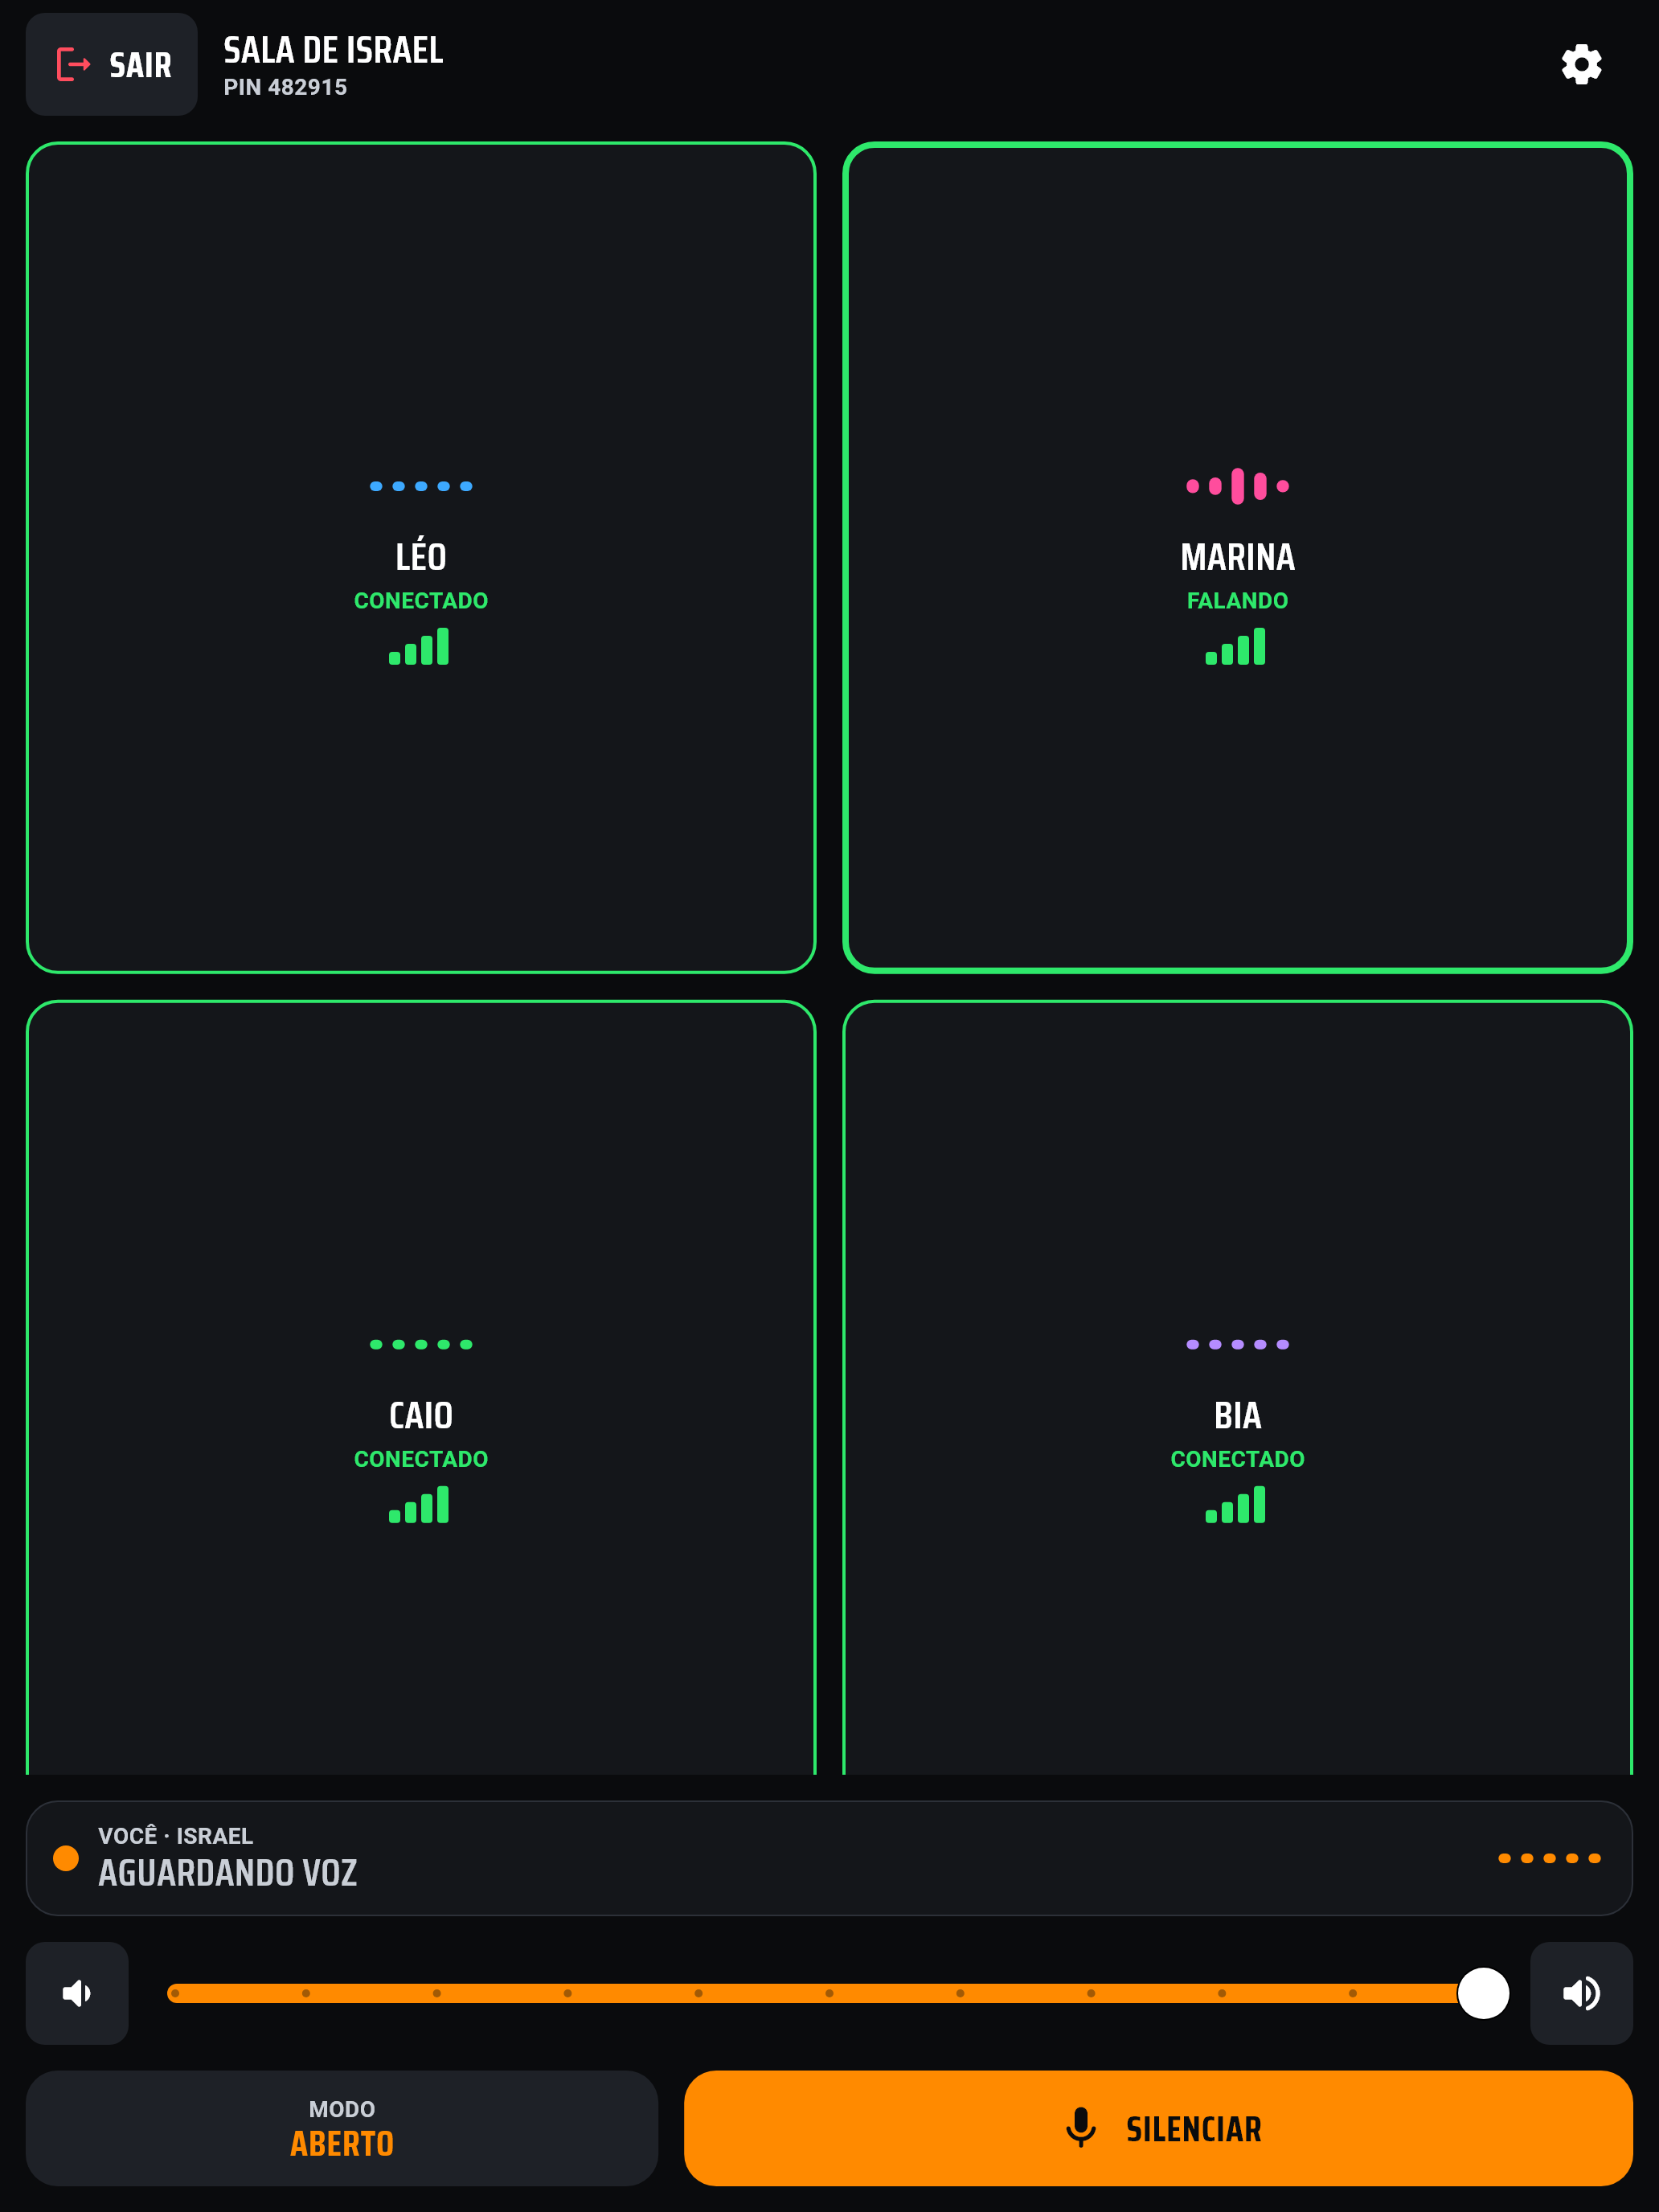 SAIR
SALA DE ISRAEL
PIN 482915
LÉO
CONECTADO
MARINA
FALANDO
CAIO
CONECTADO
BIA
CONECTADO
VOCÊ · ISRAEL
AGUARDANDO VOZ
MODO
ABERTO
SILENCIAR